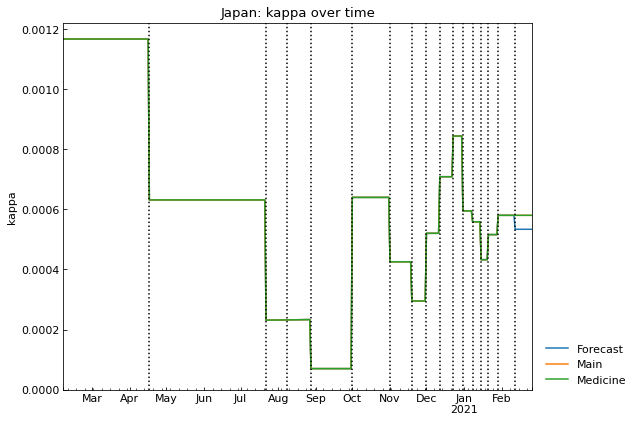 Japan: kappa over time
0.0012
0.0010
0.0008
0.0006
0.0004
0.0002
0.0000
kappa
Mar Apr May Jun Jul Aug Sep Oct Nov Dec Jan Feb
2021
Forecast
Main
Medicine